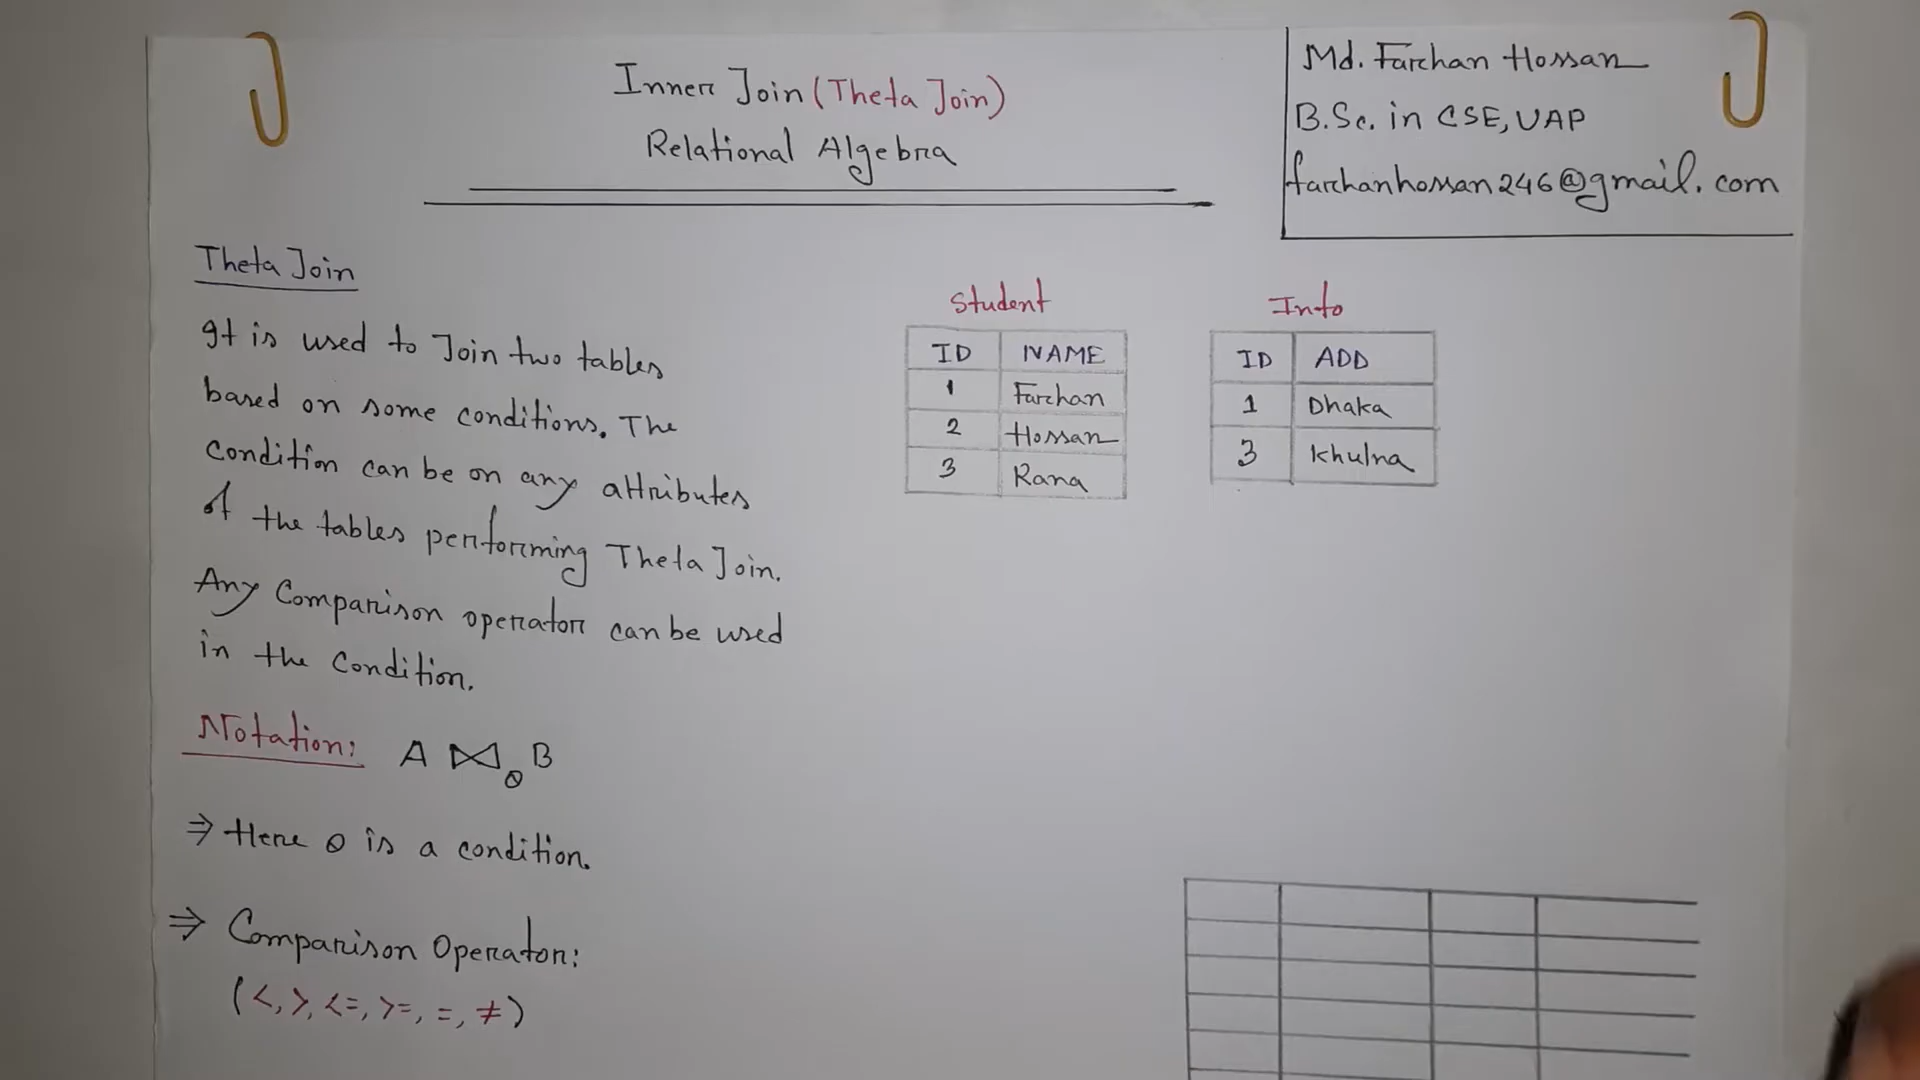 Inner Join (Theta Join)
Relational Algebra
Md. Farhan Hossan
B.Sc. in CSE, UAP
farhanhossan246@gmail.com
Theta Join
It is used to Join two tables
based on some conditions. The
condition can be on any attributes
of the tables performing Theta Join.
Any Comparison operator can be used
in the condition.
Notation: A ⋈θ B
⇒ Here θ is a condition.
⇒ Comparison Operator:
(<, >, <=, >=, =, ≠)
Student
ID NAME
1 Farhan
2 Hossan
3 Rana
Info
ID ADD
1 Dhaka
3 Khulna